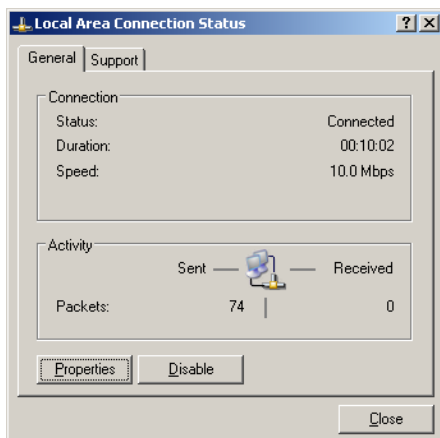 Local Area Connection Status
General Support
Connection
Status: Connected
Duration: 00:10:02
Speed: 10.0 Mbps
Activity
Sent Received
Packets: 74 0
Properties Disable
Close